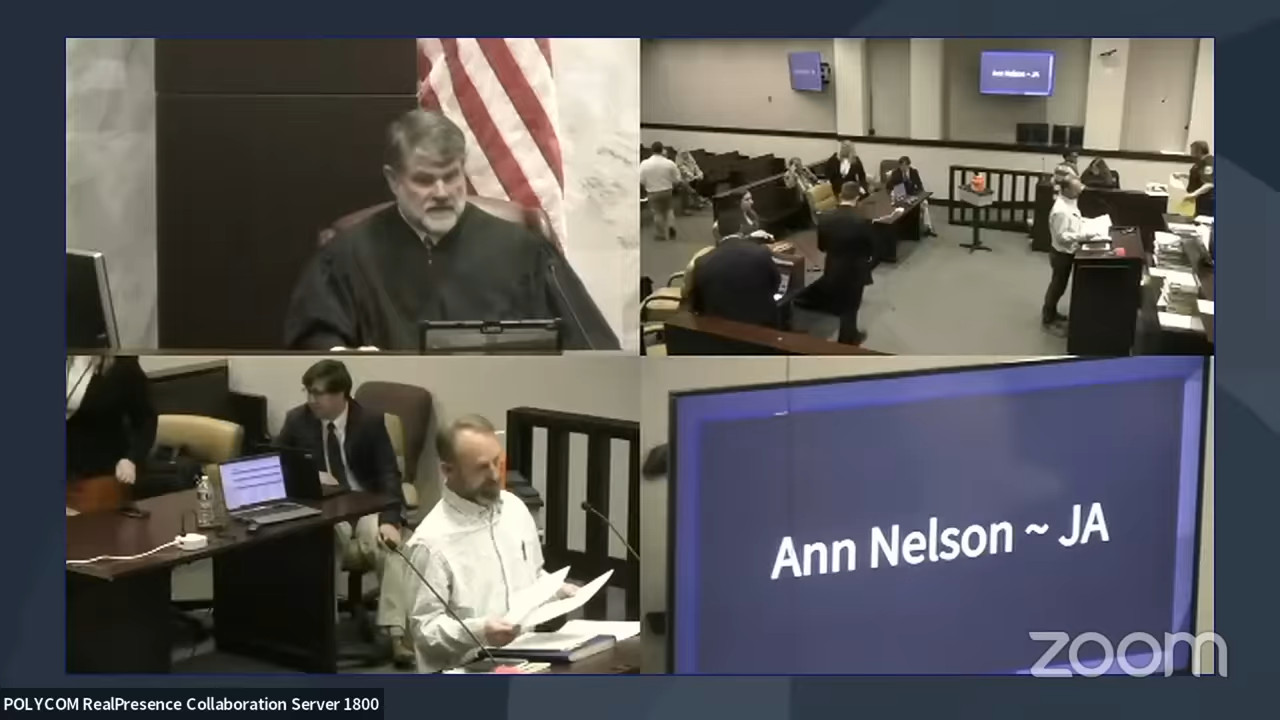 Ann Nelson ~ JA
Ann Nelson ~ JA
zoom
POLYCOM RealPresence Collaboration Server 1800